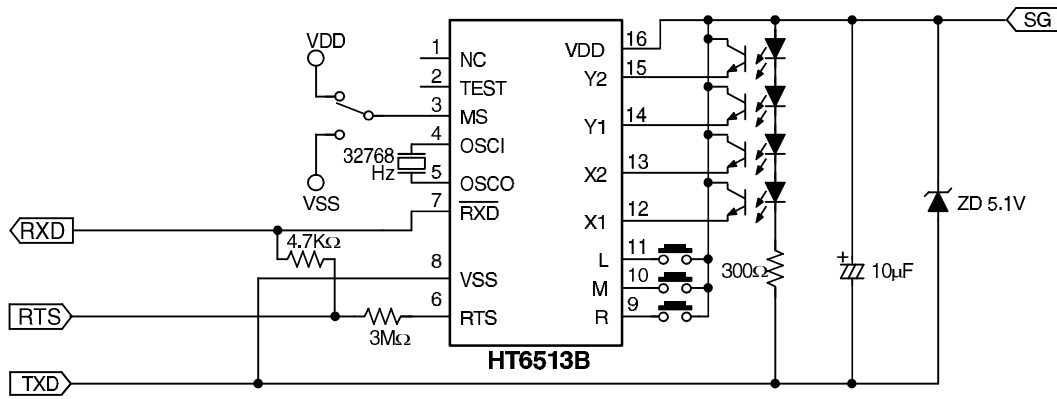 SG
VDD
1 NC
2 TEST
3 MS
4 OSCI
32768
Hz
5 OSCO
VSS
7 RXD
RXD
4.7KΩ
8 VSS
RTS
6 RTS
3MΩ
TXD
HT6513B
VDD 16
Y2 15
Y1 14
X2 13
X1 12
L 11
M 10
R 9
300Ω
+
10µF
ZD 5.1V